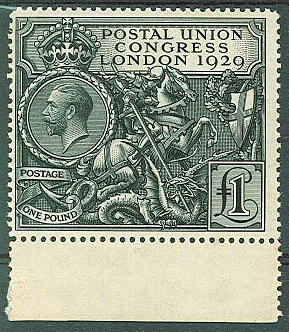 POSTAL UNION
CONGRESS
LONDON 1929
POSTAGE
ONE POUND
£1